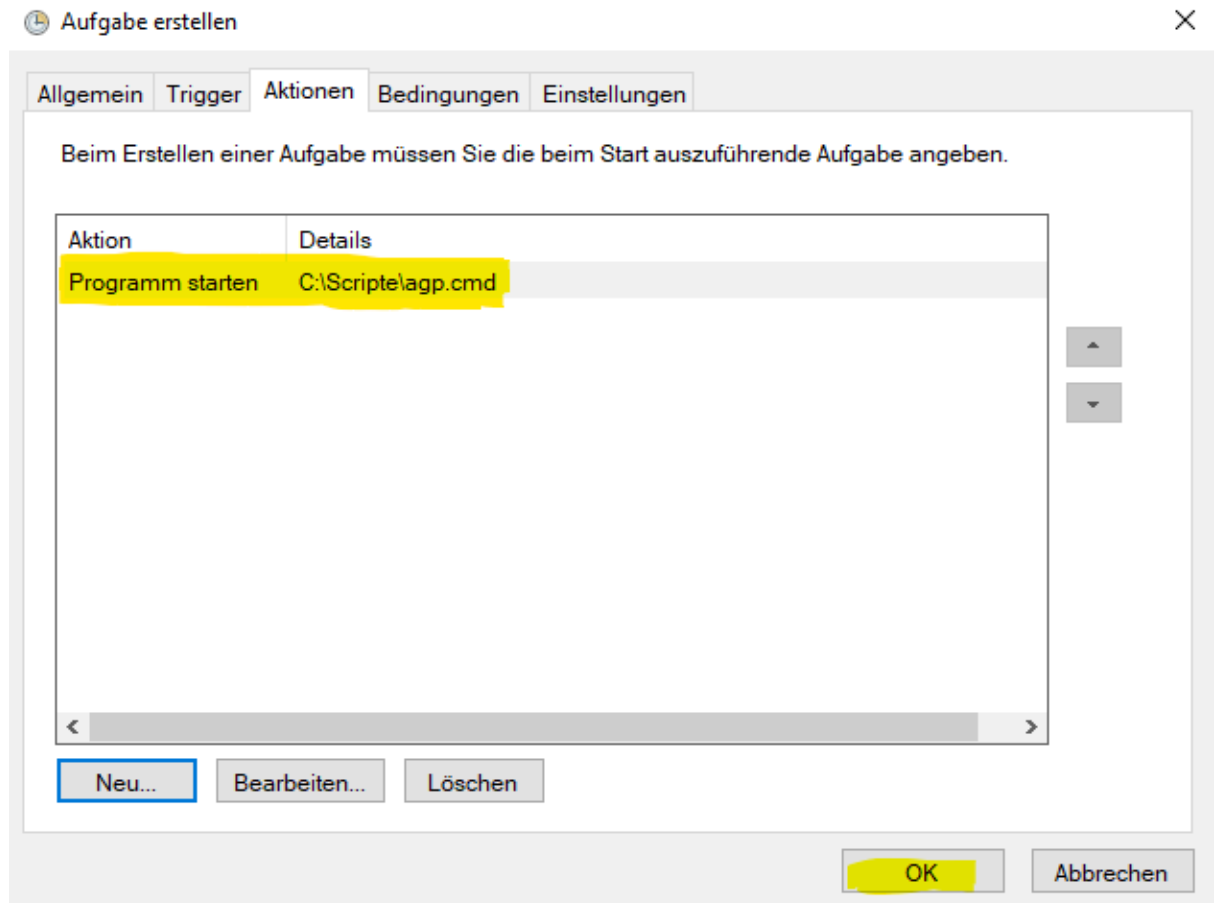 Aufgabe erstellen
Allgemein Trigger Aktionen Bedingungen Einstellungen
Beim Erstellen einer Aufgabe müssen Sie die beim Start auszuführende Aufgabe angeben.
Aktion Details
Programm starten C:\Scripte\agp.cmd
Neu... Bearbeiten... Löschen
OK Abbrechen